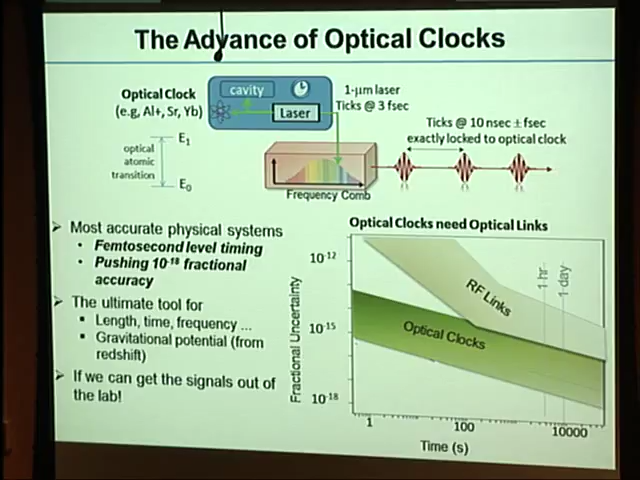 The Advance of Optical Clocks
Optical Clock
(e.g, Al+, Sr, Yb)
cavity
Laser
1-μm laser
Ticks @ 3 fsec
Ticks @ 10 nsec ± fsec
exactly locked to optical clock
optical
atomic
transition
E1
E0
Frequency Comb
➢ Most accurate physical systems
• Femtosecond level timing
• Pushing 10-18 fractional
accuracy
➢ The ultimate tool for
▪ Length, time, frequency ...
▪ Gravitational potential (from
redshift)
➢ If we can get the signals out of
the lab!
Optical Clocks need Optical Links
Fractional Uncertainty
10-12
10-15
10-18
RF Links
Optical Clocks
1 hr
1 day
1
100
10000
Time (s)